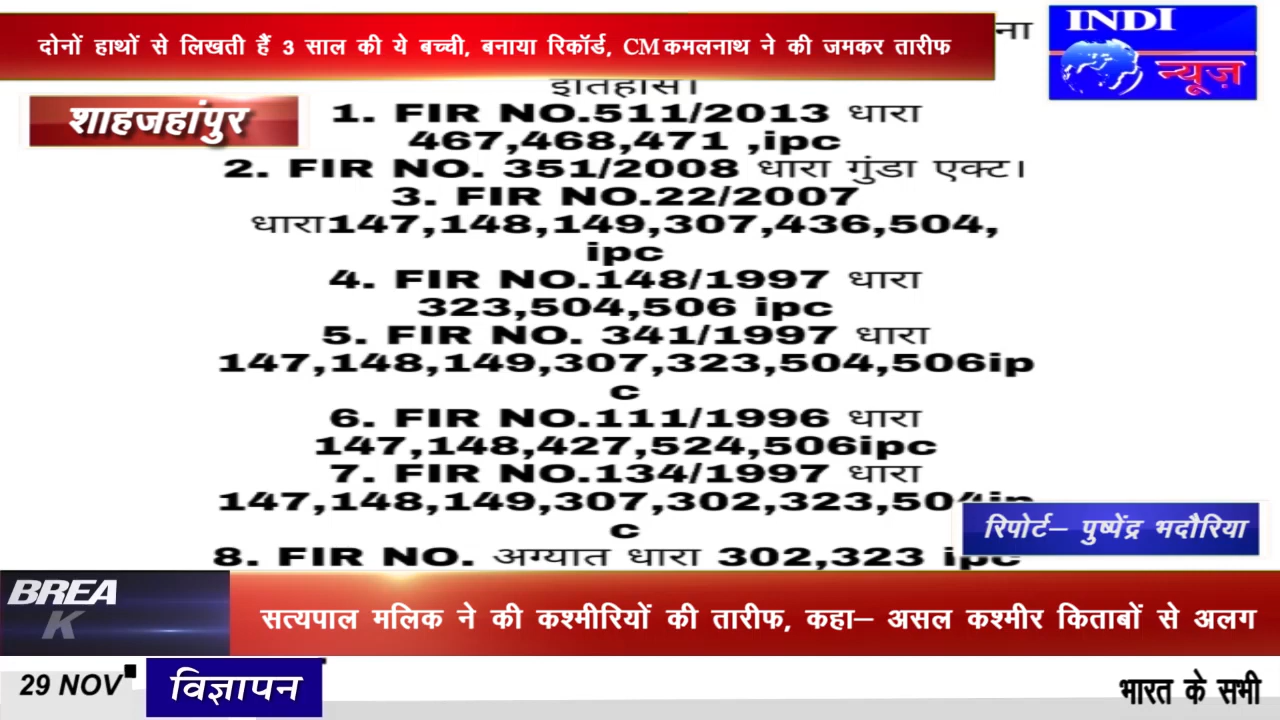 दोनों हाथों से लिखती हैं 3 साल की ये बच्ची, बनाया रिकॉर्ड, CM कमलनाथ ने की जमकर तारीफ
INDI
न्यूज़
शाहजहांपुर
इतिहास।
1. FIR NO.511/2013 धारा
467,468,471 ,ipc
2. FIR NO. 351/2008 धारा गुंडा एक्ट।
3. FIR NO.22/2007
धारा147,148,149,307,436,504,
ipc
4. FIR NO.148/1997 धारा
323,504,506 ipc
5. FIR NO. 341/1997 धारा
147,148,149,307,323,504,506ip
c
6. FIR NO.111/1996 धारा
147,148,427,524,506ipc
7. FIR NO.134/1997 धारा
147,148,149,307,302,323,504ip
c
रिपोर्ट– पुष्पेंद्र भदौरिया
8. FIR NO. अग्यात धारा 302,323 ipc
BREA
K
सत्यपाल मलिक ने की कश्मीरियों की तारीफ, कहा– असल कश्मीर किताबों से अलग
29 NOV
विज्ञापन
भारत के सभी